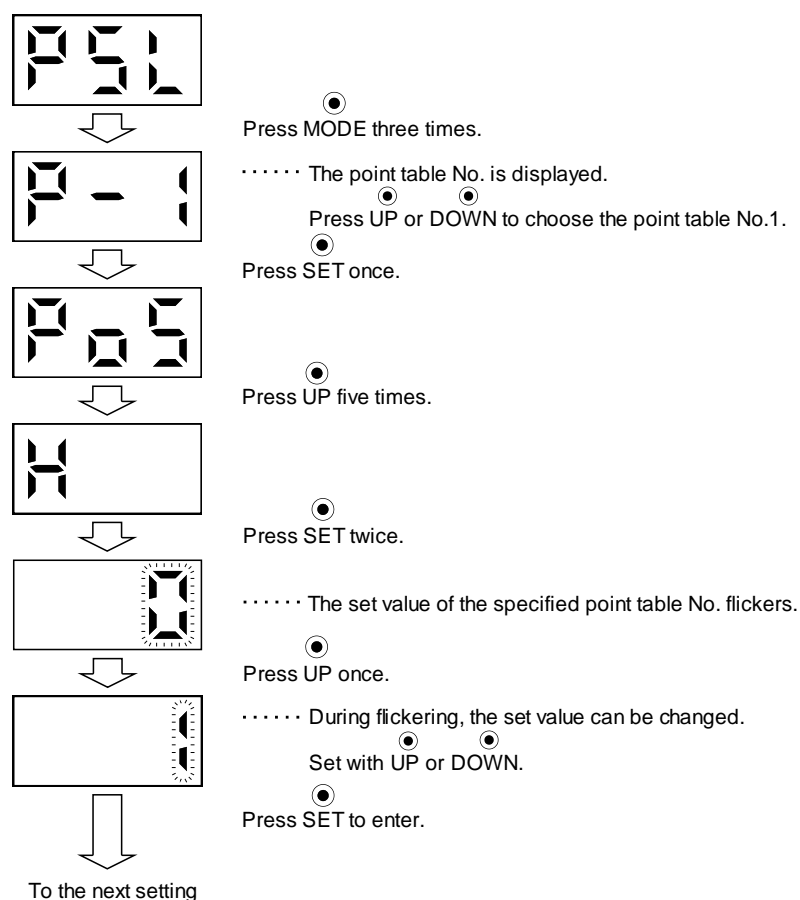 PSL
Press MODE three times.
P-1
······ The point table No. is displayed.
Press UP or DOWN to choose the point table No.1.
Press SET once.
PoS
Press UP five times.
H
Press SET twice.
0
······ The set value of the specified point table No. flickers.
Press UP once.
1
······ During flickering, the set value can be changed.
Set with UP or DOWN.
Press SET to enter.
To the next setting